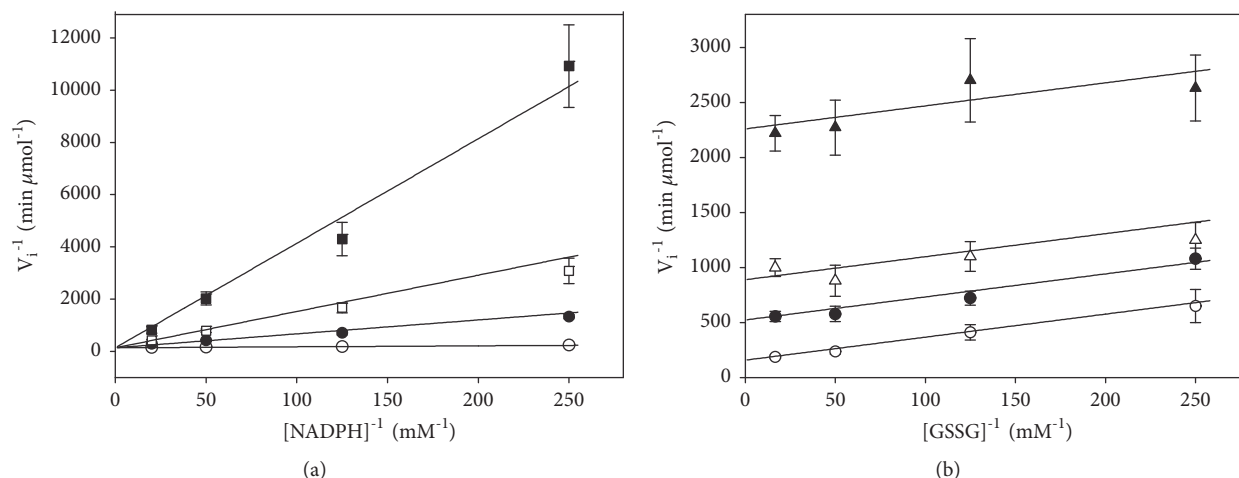 12000
10000
8000
6000
4000
2000
0
V_i^-1 (min μmol^-1)
0 50 100 150 200 250
[NADPH]^-1 (mM^-1)
(a)
3000
2500
2000
1500
1000
500
0
V_i^-1 (min μmol^-1)
0 50 100 150 200 250
[GSSG]^-1 (mM^-1)
(b)